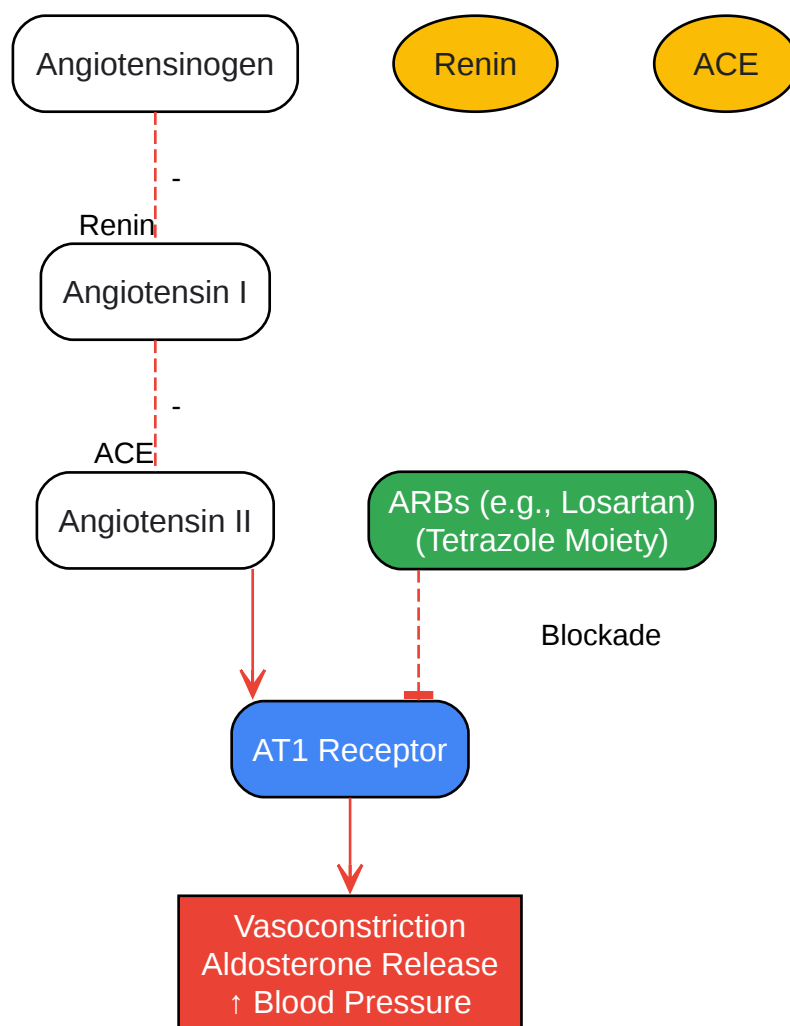 Angiotensinogen
Renin
ACE
-
Renin
Angiotensin I
-
ACE
Angiotensin II
ARBs (e.g., Losartan)
(Tetrazole Moiety)
Blockade
AT1 Receptor
Vasoconstriction
Aldosterone Release
↑ Blood Pressure